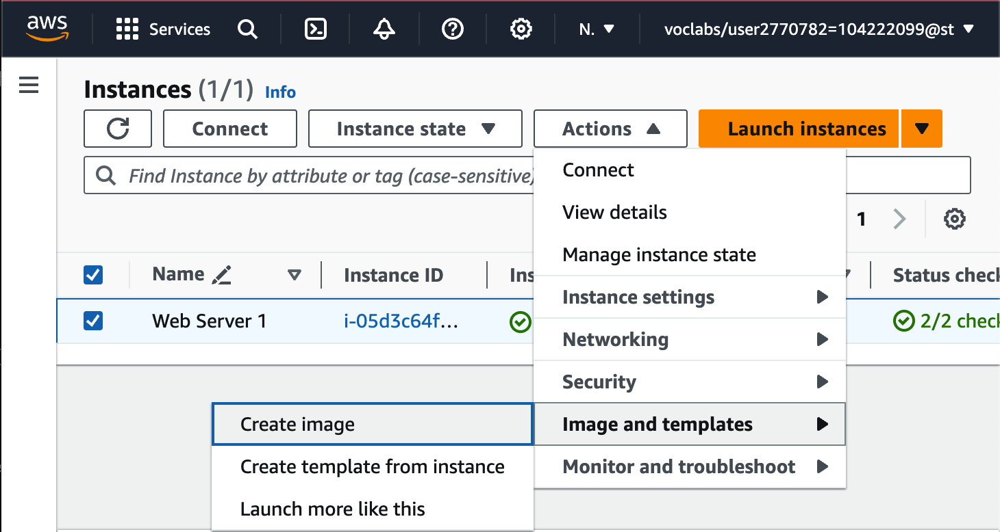 aws Services N. voclabs/user2770782=104222099@st
Instances (1/1) Info
Connect Instance state Actions Launch instances
Find Instance by attribute or tag (case-sensitive)
Connect
View details
1
Manage instance state
Name Instance ID Ins Status check
Instance settings
Web Server 1 i-05d3c64f... 2/2 check
Networking
Security
Image and templates
Create image
Monitor and troubleshoot
Create template from instance
Launch more like this